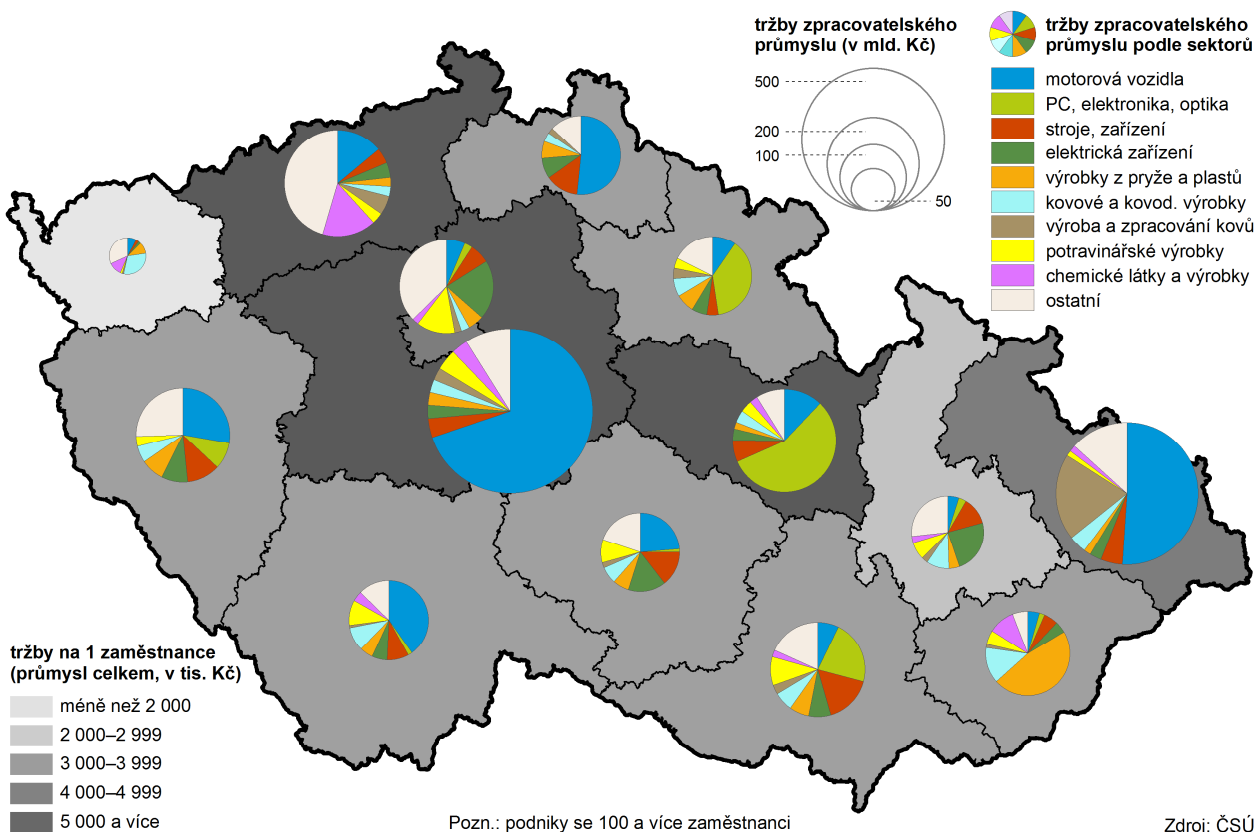 tržby zpracovatelského
průmyslu (v mld. Kč)
500
200
100
50
tržby zpracovatelského
průmyslu podle sektorů
motorová vozidla
PC, elektronika, optika
stroje, zařízení
elektrická zařízení
výrobky z pryže a plastů
kovové a kovod. výrobky
výroba a zpracování kovů
potravinářské výrobky
chemické látky a výrobky
ostatní
tržby na 1 zaměstnance
(průmysl celkem, v tis. Kč)
méně než 2 000
2 000–2 999
3 000–3 999
4 000–4 999
5 000 a více
Pozn.: podniky se 100 a více zaměstnanci
Zdroj: ČSÚ